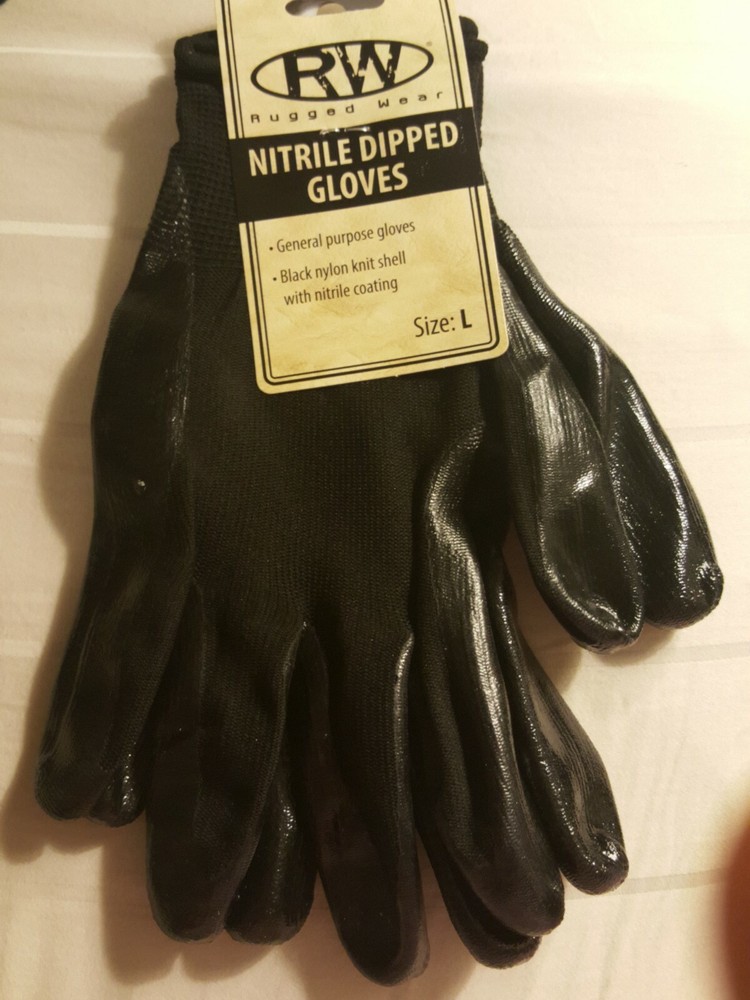 RW
Rugged Wear
NITRILE DIPPED
GLOVES
• General purpose gloves
• Black nylon knit shell
with nitrile coating
Size: L